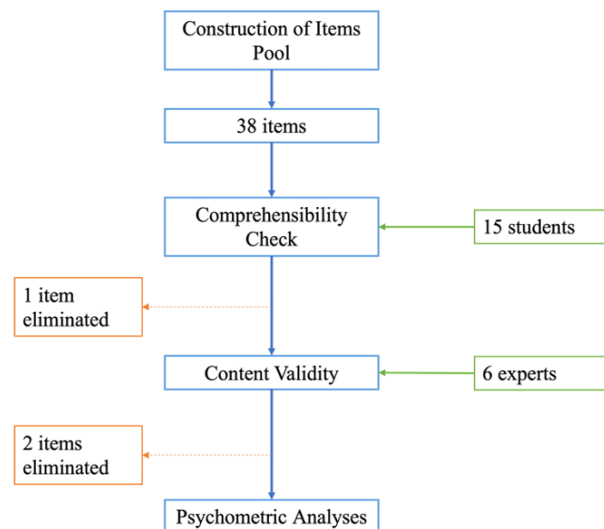 Construction of Items
Pool
38 items
Comprehensibility
Check
15 students
1 item
eliminated
Content Validity
6 experts
2 items
eliminated
Psychometric Analyses